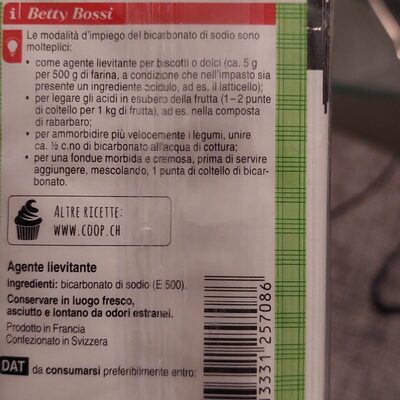 i Betty Bossi
Le modalità d'impiego del bicarbonato di sodio sono
molteplici:
• come agente lievitante per biscotti o dolci (ca. 5 g
per 500 g di farina, a condizione che nell'impasto sia
presente un ingrediente acidulo, ad es. il latticello);
• per legare gli acidi in esubero della frutta (1–2 punte
di coltello per 1 kg di frutta), ad es. nella composta
di rabarbaro;
• per ammorbidire più velocemente i legumi, unire
ca. ½ c.no di bicarbonato all'acqua di cottura;
• per una fondue morbida e cremosa, prima di servire
aggiungere, mescolando, 1 punta di coltello di bicar-
bonato.
ALTRE RICETTE:
WWW.COOP.CH
Agente lievitante
Ingredienti: bicarbonato di sodio (E 500).
Conservare in luogo fresco,
asciutto e lontano da odori estranei.
Prodotto in Francia
Confezionato in Svizzera
DAT da consumarsi preferibilmente entro:
3331257086